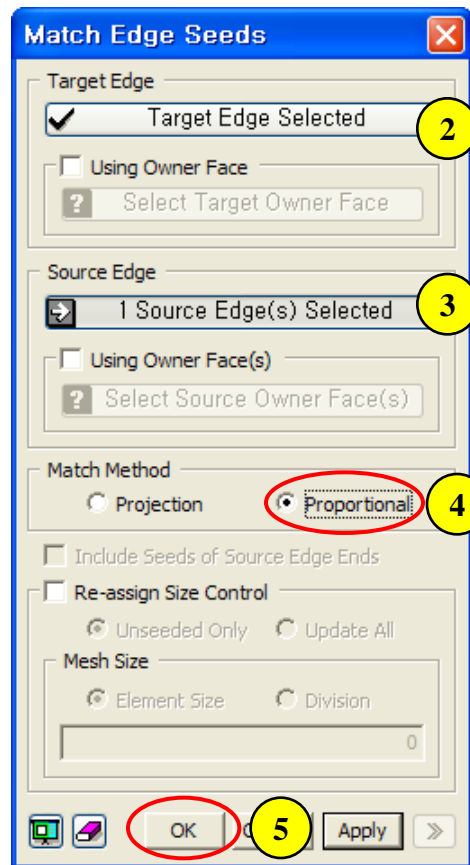 Match Edge Seeds
Target Edge
Target Edge Selected
2
Using Owner Face
? Select Target Owner Face
Source Edge
1 Source Edge(s) Selected
3
Using Owner Face(s)
? Select Source Owner Face(s)
Match Method
Projection Proportional 4
Include Seeds of Source Edge Ends
Re-assign Size Control
Unseeded Only Update All
Mesh Size
Element Size Division
0
OK 5 Apply